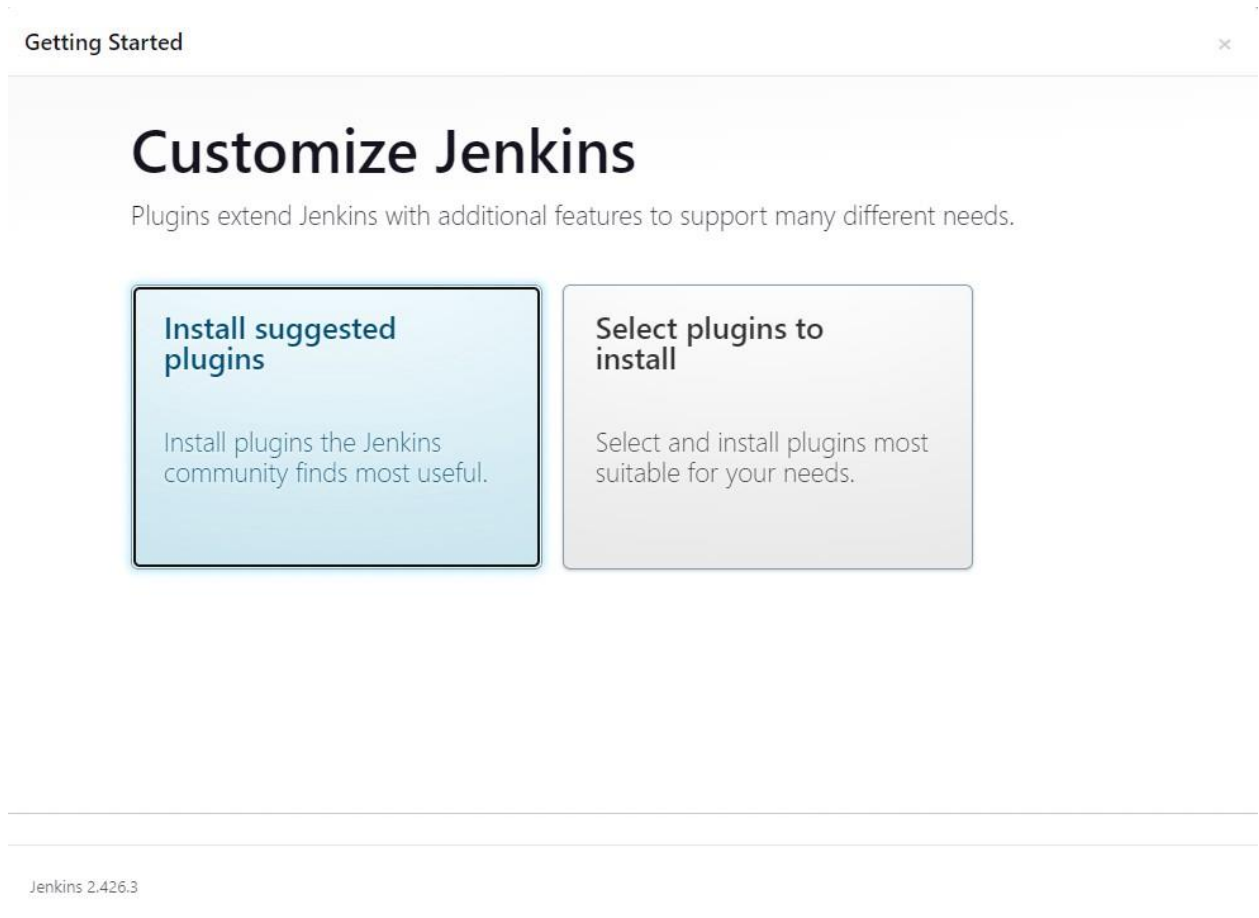 Getting Started
Customize Jenkins
Plugins extend Jenkins with additional features to support many different needs.
Install suggested
plugins
Install plugins the Jenkins
community finds most useful.
Select plugins to
install
Select and install plugins most
suitable for your needs.
Jenkins 2.426.3